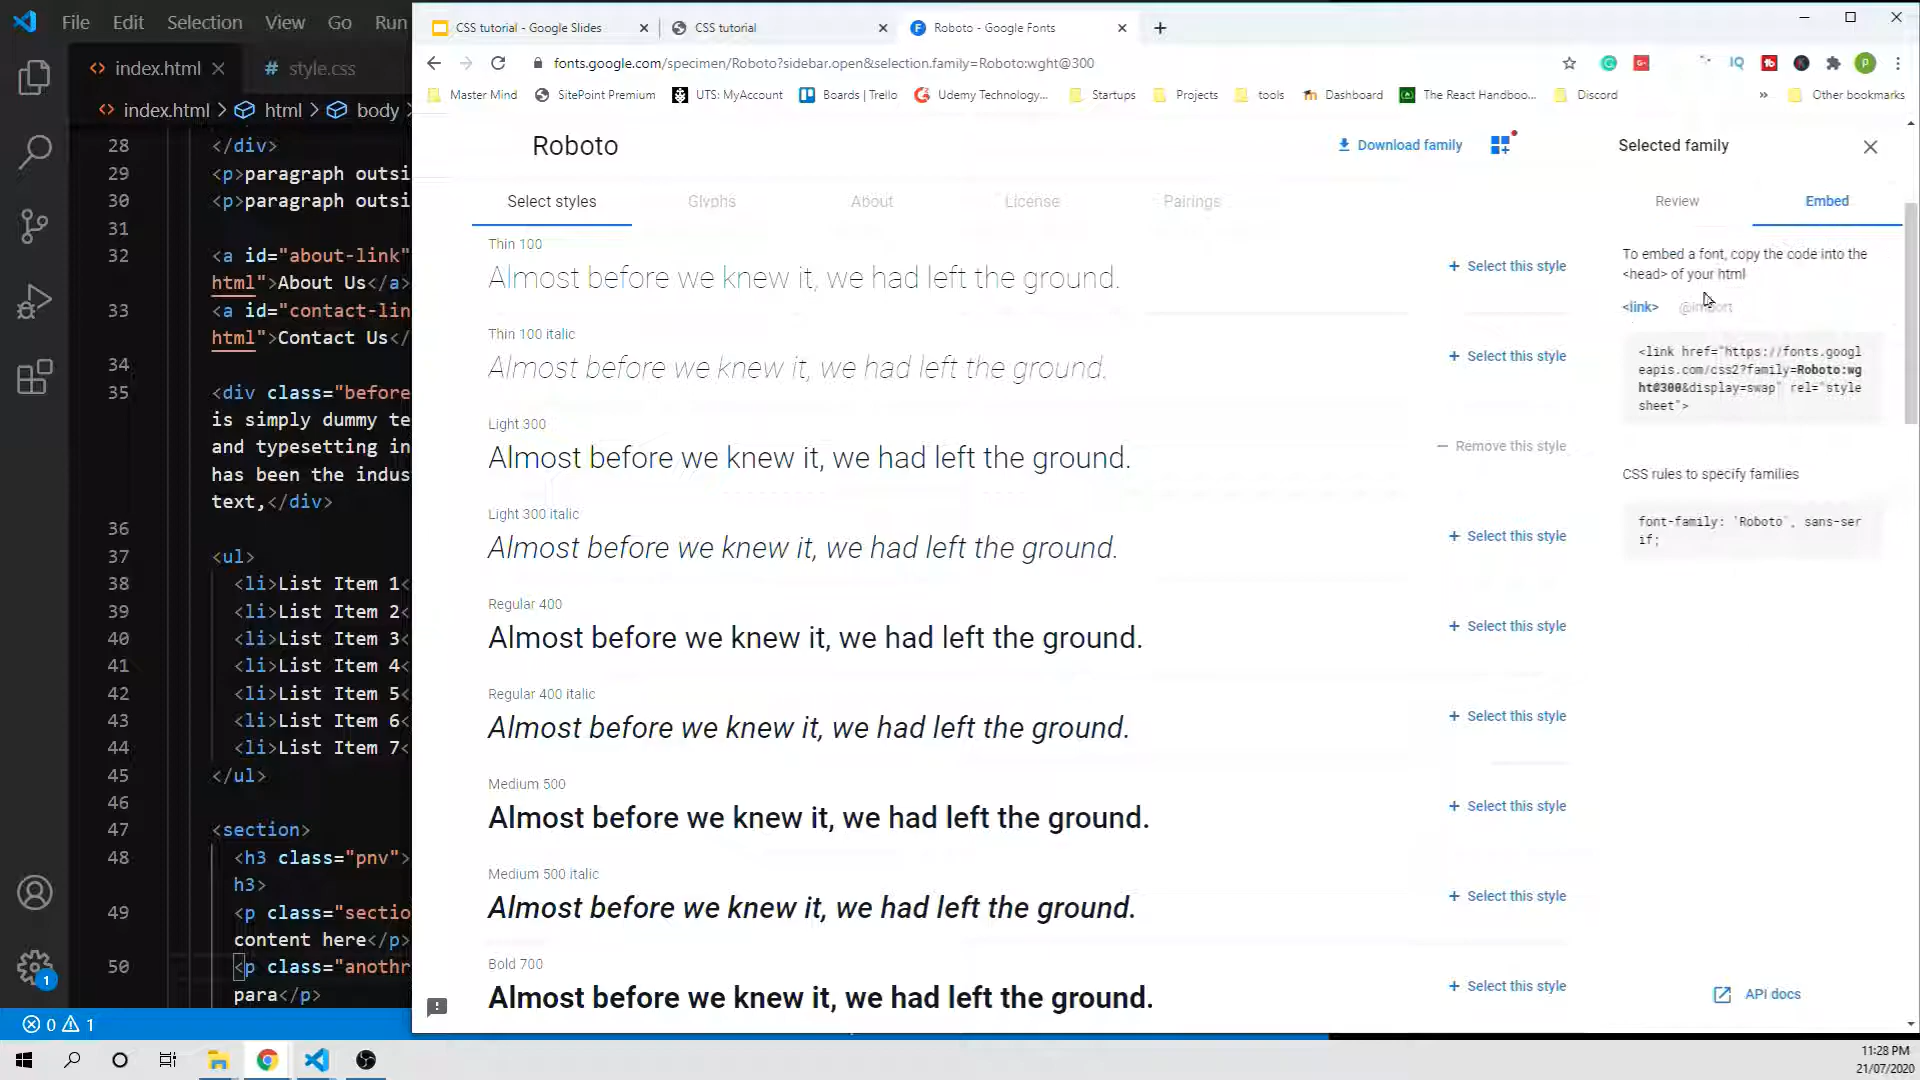 File Edit Selection View Go Run
index.html
# style.css
index.html > html > body >
28 </div>
29 <p>paragraph outsi
30 <p>paragraph outsi
31
32 <a id="about-link"
html">About Us</a>
33 <a id="contact-lin
html">Contact Us</
34
35 <div class="before
is simply dummy te
and typesetting in
has been the indus
text,</div>
36
37 <ul>
38 <li>List Item 1<
39 <li>List Item 2<
40 <li>List Item 3<
41 <li>List Item 4<
42 <li>List Item 5<
43 <li>List Item 6<
44 <li>List Item 7<
45 </ul>
46
47 <section>
48 <h3 class="pnv">
h3>
49 <p class="sectio
content here</p>
50 <p class="anothr
para</p>
0 1
1
CSS tutorial - Google Slides
CSS tutorial
Roboto - Google Fonts
fonts.google.com/specimen/Roboto?sidebar.open&selection.family=Roboto:wght@300
Master Mind SitePoint Premium UTS: MyAccount Boards | Trello Udemy Technology... Startups Projects tools Dashboard The React Handboo... Discord » Other bookmarks
Roboto
Download family
Select styles Glyphs About License Pairings
Thin 100
Almost before we knew it, we had left the ground.
+ Select this style
Thin 100 italic
Almost before we knew it, we had left the ground.
+ Select this style
Light 300
Almost before we knew it, we had left the ground.
— Remove this style
Light 300 italic
Almost before we knew it, we had left the ground.
+ Select this style
Regular 400
Almost before we knew it, we had left the ground.
+ Select this style
Regular 400 italic
Almost before we knew it, we had left the ground.
+ Select this style
Medium 500
Almost before we knew it, we had left the ground.
+ Select this style
Medium 500 italic
Almost before we knew it, we had left the ground.
+ Select this style
Bold 700
Almost before we knew it, we had left the ground.
+ Select this style
Selected family
Review Embed
To embed a font, copy the code into the
<head> of your html
<link> @import
<link href="https://fonts.googl
eapis.com/css2?family=Roboto:wg
ht@300&display=swap" rel="style
sheet">
CSS rules to specify families
font-family: 'Roboto', sans-ser
if;
API docs
11:28 PM
21/07/2020